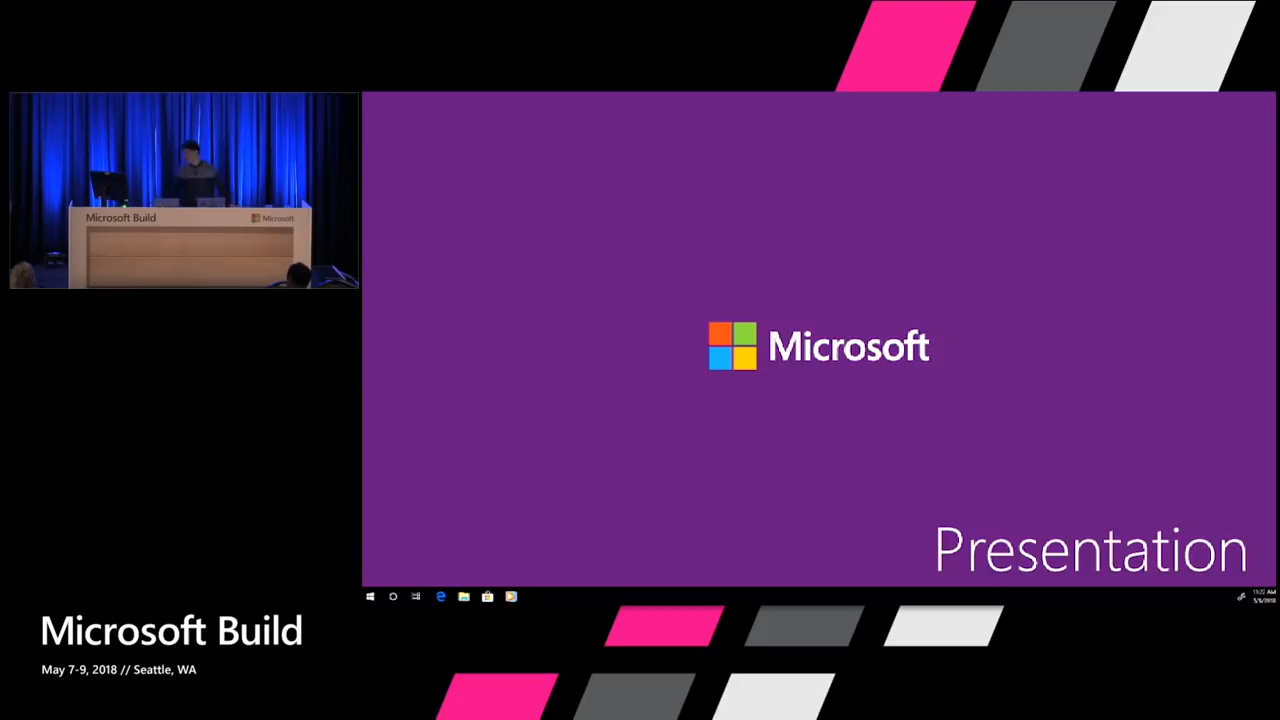 Microsoft Build
Microsoft
Microsoft
Presentation
Microsoft Build
May 7-9, 2018 // Seattle, WA